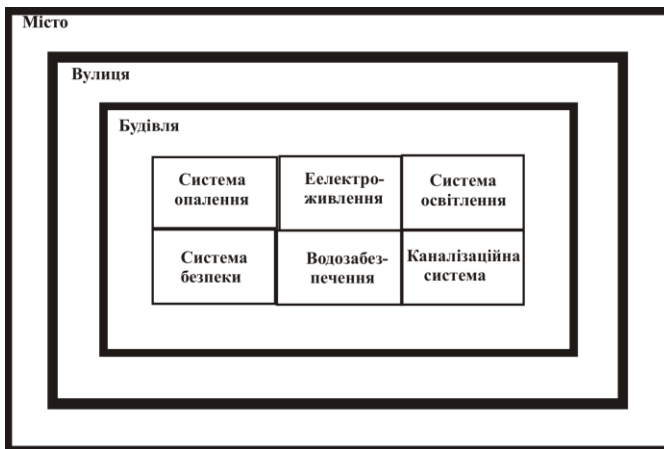 Місто
Вулиця
Будівля
Система
опалення
Еелектро-
живлення
Система
освітлення
Система
безпеки
Водозабез-
печення
Каналізаційна
система